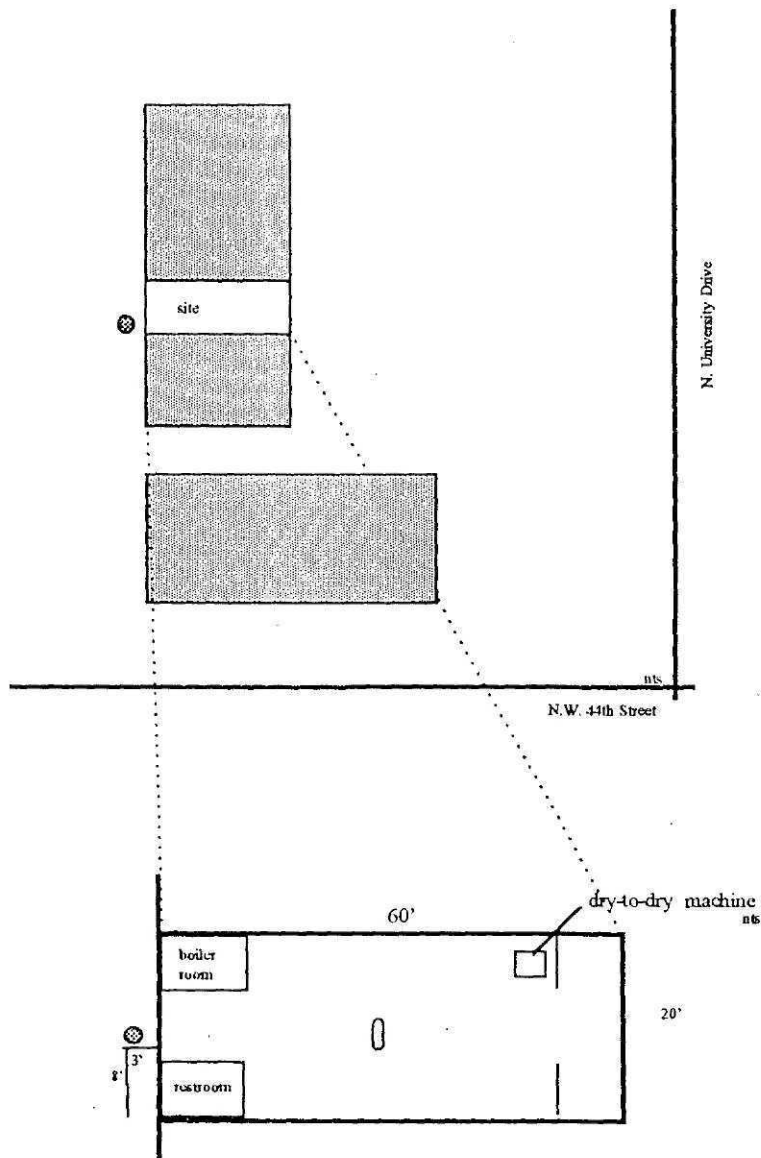 site
N. University Drive
nts
N.W. 44th Street
dry-to-dry machine
nts
60'
boiler
room
20'
3'
8'
restroom